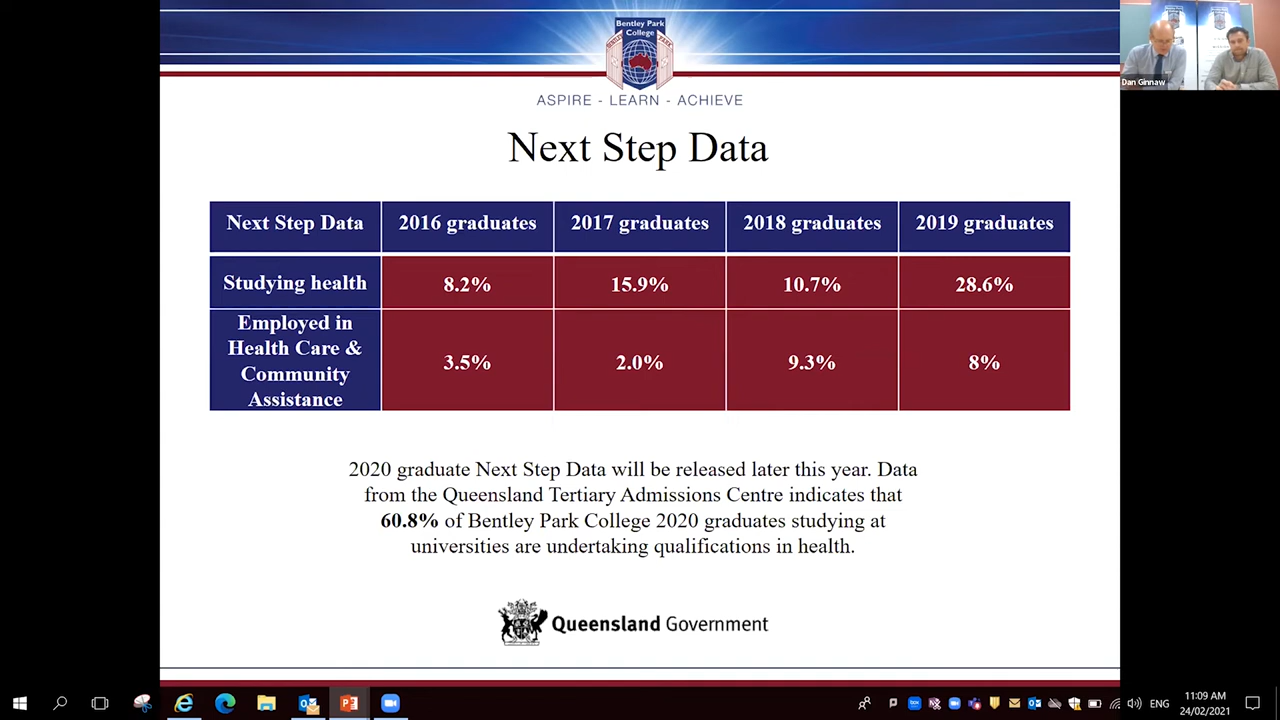 Bentley Park
College
ASPIRE - LEARN - ACHIEVE
Dan Ginnaw
Next Step Data
Next Step Data 2016 graduates 2017 graduates 2018 graduates 2019 graduates
Studying health 8.2% 15.9% 10.7% 28.6%
Employed in
Health Care &
Community
Assistance
3.5% 2.0% 9.3% 8%
2020 graduate Next Step Data will be released later this year. Data
from the Queensland Tertiary Admissions Centre indicates that
60.8% of Bentley Park College 2020 graduates studying at
universities are undertaking qualifications in health.
Queensland Government
ENG
11:09 AM
24/02/2021